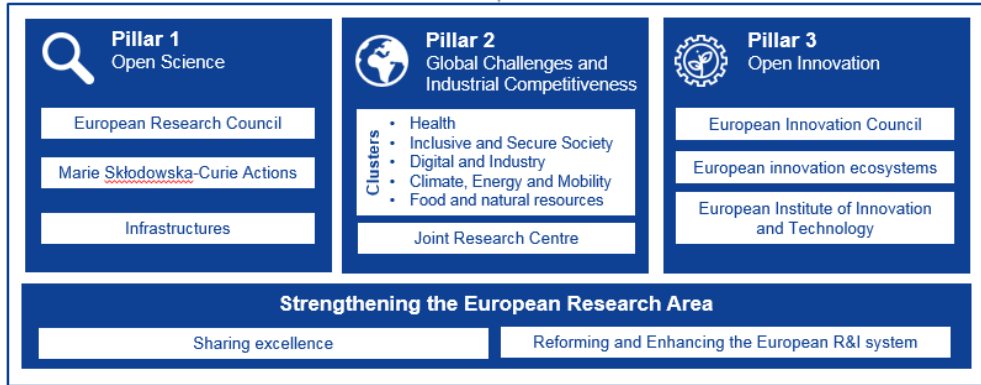 Pillar 1
Open Science
European Research Council
Marie Skłodowska-Curie Actions
Infrastructures
Pillar 2
Global Challenges and
Industrial Competitiveness
Clusters
• Health
• Inclusive and Secure Society
• Digital and Industry
• Climate, Energy and Mobility
• Food and natural resources
Joint Research Centre
Pillar 3
Open Innovation
European Innovation Council
European innovation ecosystems
European Institute of Innovation
and Technology
Strengthening the European Research Area
Sharing excellence
Reforming and Enhancing the European R&I system